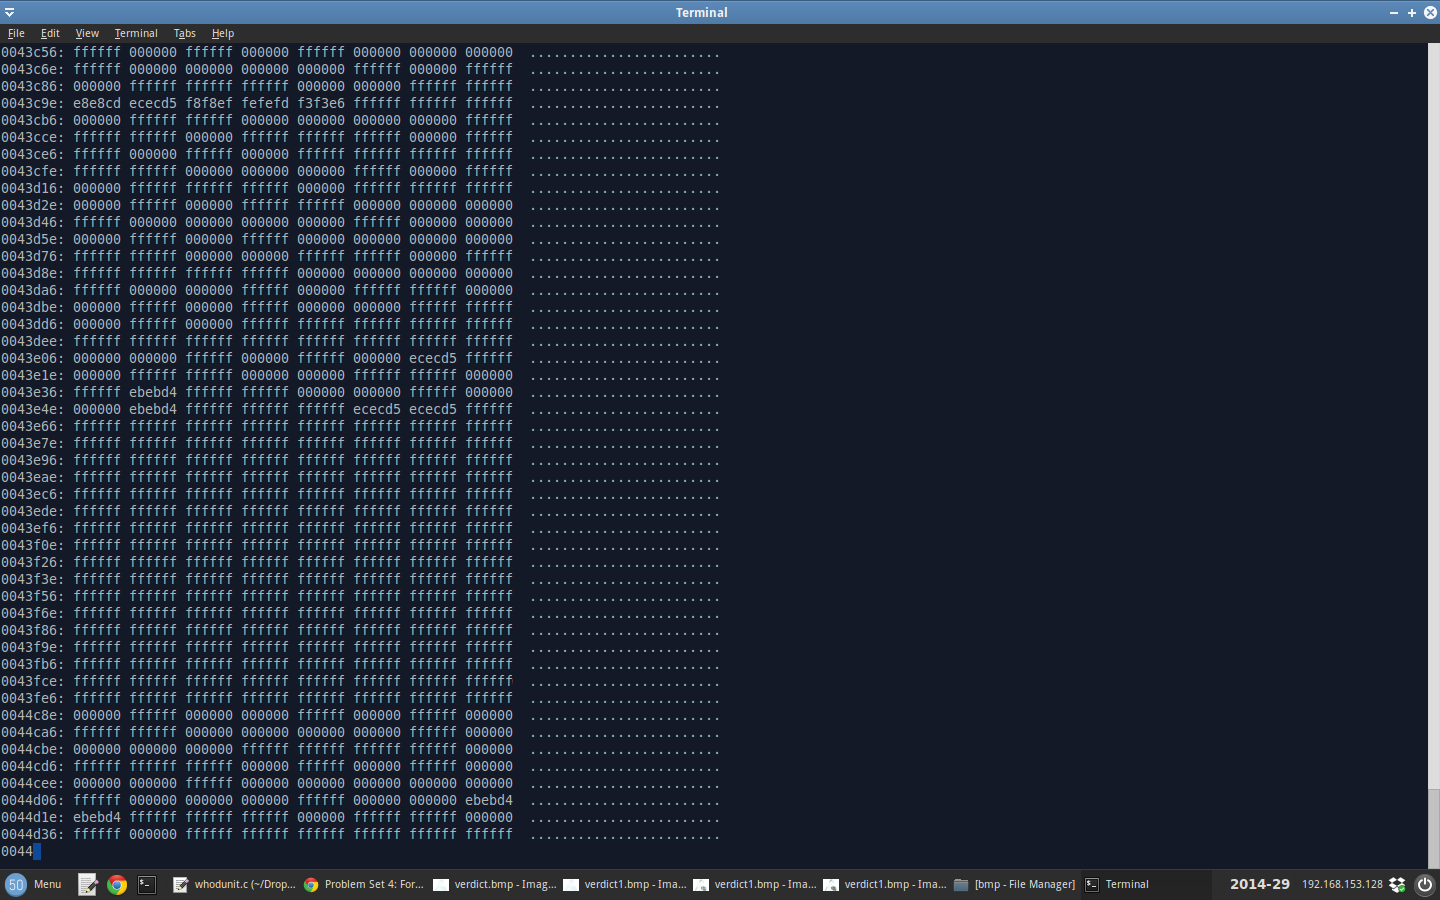 Terminal
File Edit View Terminal Tabs Help
0043c56: ffffff 000000 ffffff 000000 ffffff 000000 000000 000000 ........................
0043c6e: ffffff 000000 000000 000000 000000 ffffff 000000 ffffff ........................
0043c86: 000000 ffffff ffffff ffffff 000000 000000 ffffff ffffff ........................
0043c9e: e8e8cd ececd5 f8f8ef fefefd f3f3e6 ffffff ffffff ffffff ........................
0043cb6: 000000 ffffff ffffff 000000 000000 000000 000000 ffffff ........................
0043cce: ffffff ffffff 000000 ffffff ffffff ffffff 000000 ffffff ........................
0043ce6: ffffff 000000 ffffff 000000 ffffff ffffff ffffff ffffff ........................
0043cfe: ffffff ffffff 000000 000000 000000 ffffff 000000 ffffff ........................
0043d16: 000000 ffffff ffffff ffffff 000000 ffffff ffffff ffffff ........................
0043d2e: 000000 ffffff 000000 ffffff ffffff 000000 000000 000000 ........................
0043d46: ffffff 000000 000000 000000 000000 ffffff 000000 000000 ........................
0043d5e: 000000 ffffff 000000 ffffff 000000 000000 000000 000000 ........................
0043d76: ffffff ffffff 000000 000000 ffffff ffffff 000000 ffffff ........................
0043d8e: ffffff ffffff ffffff ffffff 000000 000000 000000 000000 ........................
0043da6: ffffff 000000 000000 000000 ffffff ffffff 000000 ffffff ........................
0043dbe: 000000 ffffff 000000 ffffff 000000 000000 ffffff ffffff ........................
0043dd6: 000000 ffffff 000000 ffffff ffffff ffffff ffffff ffffff ........................
0043dee: ffffff ffffff ffffff ffffff ffffff ffffff ffffff ffffff ........................
0043e06: 000000 000000 ffffff 000000 ffffff 000000 ececd5 ffffff ........................
0043e1e: 000000 ffffff ffffff 000000 000000 ffffff ffffff 000000 ........................
0043e36: ffffff ebebd4 ffffff ffffff 000000 000000 ffffff 000000 ........................
0043e4e: 000000 ebebd4 ffffff ffffff ffffff ececd5 ececd5 ffffff ........................
0043e66: ffffff ffffff ffffff ffffff ffffff ffffff ffffff ffffff ........................
0043e7e: ffffff ffffff ffffff ffffff ffffff ffffff ffffff ffffff ........................
0043e96: ffffff ffffff ffffff ffffff ffffff ffffff ffffff ffffff ........................
0043eae: ffffff ffffff ffffff ffffff ffffff ffffff ffffff ffffff ........................
0043ec6: ffffff ffffff ffffff ffffff ffffff ffffff ffffff ffffff ........................
0043ede: ffffff ffffff ffffff ffffff ffffff ffffff ffffff ffffff ........................
0043ef6: ffffff ffffff ffffff ffffff ffffff ffffff ffffff ffffff ........................
0043f0e: ffffff ffffff ffffff ffffff ffffff ffffff ffffff ffffff ........................
0043f26: ffffff ffffff ffffff ffffff ffffff ffffff ffffff ffffff ........................
0043f3e: ffffff ffffff ffffff ffffff ffffff ffffff ffffff ffffff ........................
0043f56: ffffff ffffff ffffff ffffff ffffff ffffff ffffff ffffff ........................
0043f6e: ffffff ffffff ffffff ffffff ffffff ffffff ffffff ffffff ........................
0043f86: ffffff ffffff ffffff ffffff ffffff ffffff ffffff ffffff ........................
0043f9e: ffffff ffffff ffffff ffffff ffffff ffffff ffffff ffffff ........................
0043fb6: ffffff ffffff ffffff ffffff ffffff ffffff ffffff ffffff ........................
0043fce: ffffff ffffff ffffff ffffff ffffff ffffff ffffff ffffff ........................
0043fe6: ffffff ffffff ffffff ffffff ffffff ffffff ffffff ffffff ........................
0044c8e: 000000 ffffff 000000 000000 ffffff 000000 ffffff 000000 ........................
0044ca6: ffffff ffffff 000000 000000 000000 000000 ffffff 000000 ........................
0044cbe: 000000 000000 000000 ffffff ffffff ffffff ffffff 000000 ........................
0044cd6: ffffff ffffff ffffff 000000 ffffff 000000 ffffff 000000 ........................
0044cee: 000000 000000 ffffff 000000 000000 000000 000000 000000 ........................
0044d06: ffffff 000000 000000 000000 ffffff 000000 000000 ebebd4 ........................
0044d1e: ebebd4 ffffff ffffff ffffff 000000 ffffff ffffff 000000 ........................
0044d36: ffffff 000000 ffffff ffffff ffffff ffffff ffffff ffffff ........................
0044
50 Menu whodunit.c (~/Drop... Problem Set 4: For... verdict.bmp - Imag... verdict1.bmp - Ima... verdict1.bmp - Ima... verdict1.bmp - Ima... [bmp - File Manager] Terminal 2014-29 192.168.153.128